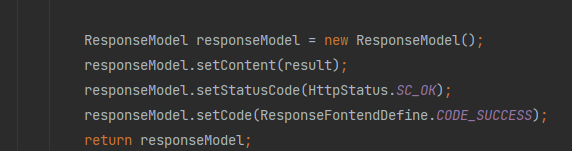 ResponseModel responseModel = new ResponseModel();
responseModel.setContent(result);
responseModel.setStatusCode(HttpStatus.SC_OK);
responseModel.setCode(ResponseFontendDefine.CODE_SUCCESS);
return responseModel;